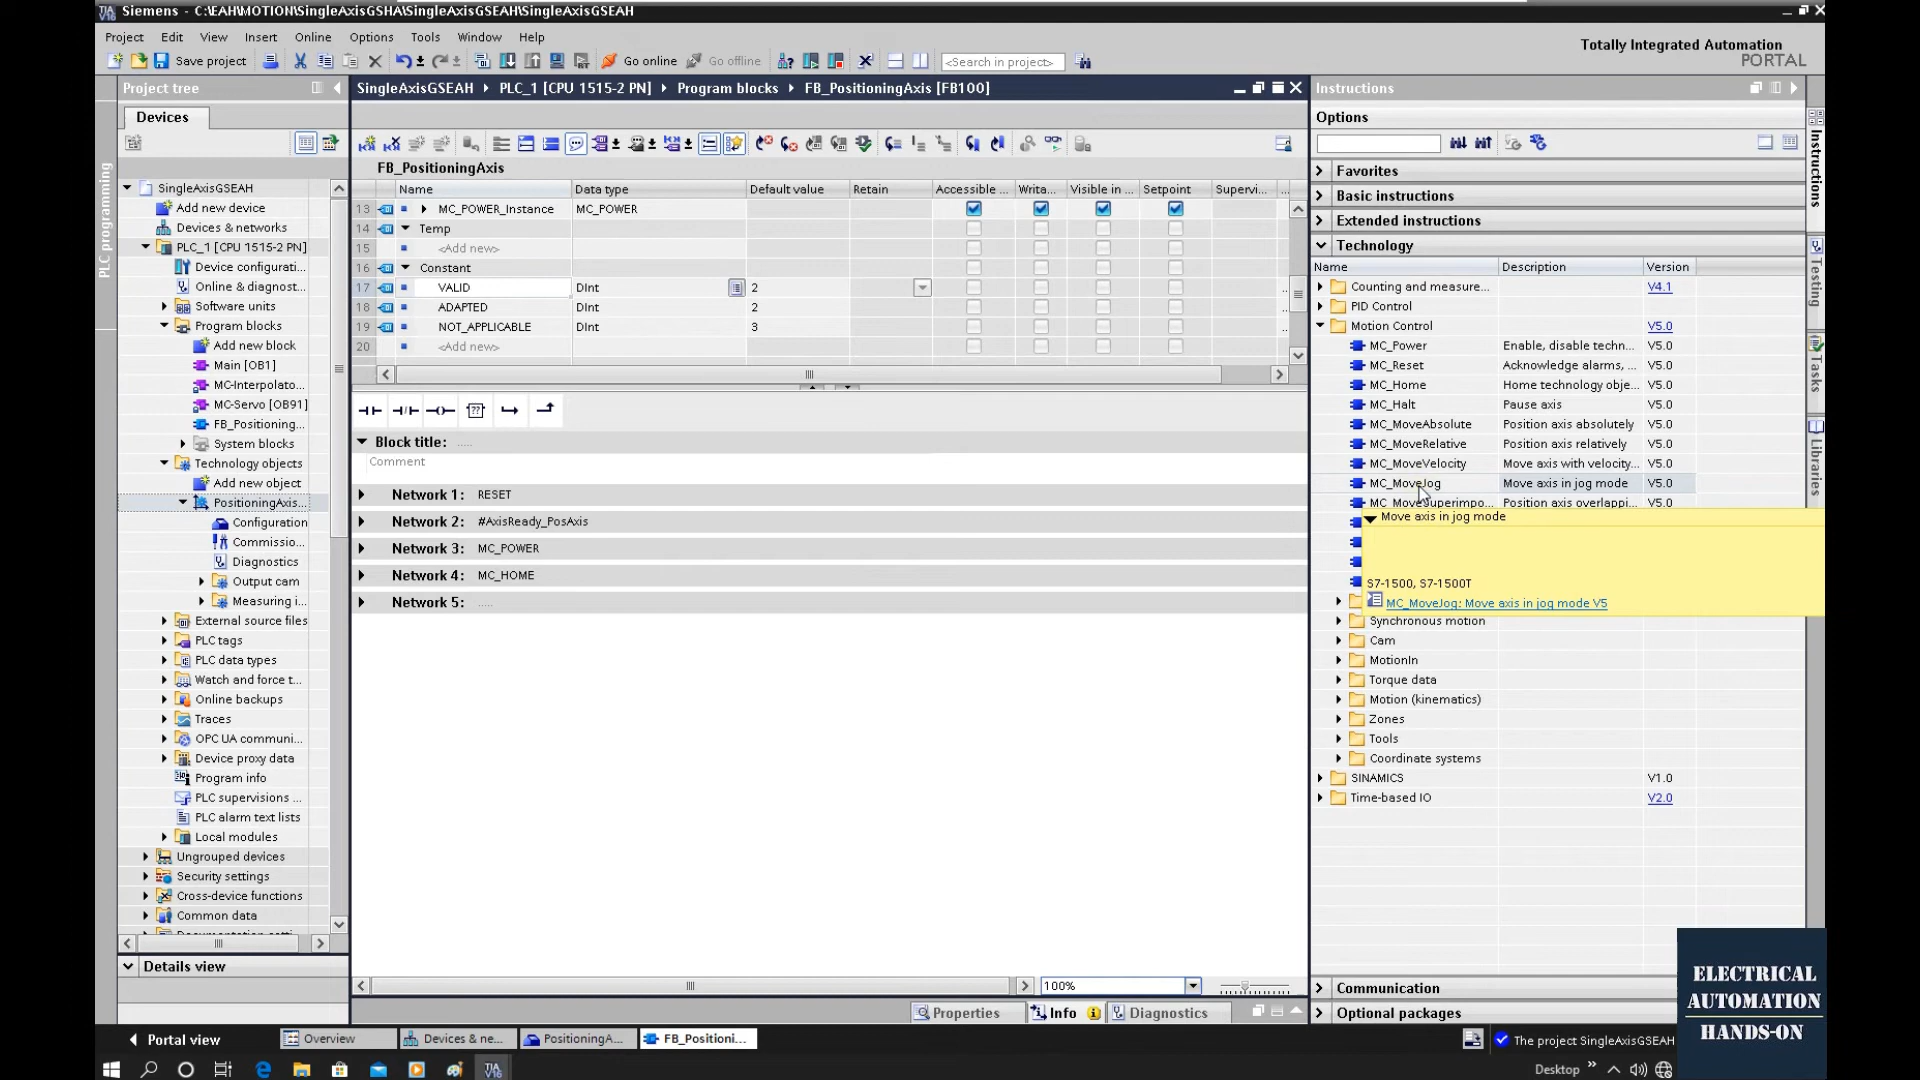 Siemens - C:\EAH\MOTION\SingleAxisGSHA\SingleAxisGSEAH\SingleAxisGSEAH
Project Edit View Insert Online Options Tools Window Help
Totally Integrated Automation
PORTAL
Save project Go online Go offline <Search in project>
Project tree
SingleAxisGSEAH PLC_1 [CPU 1515-2 PN] Program blocks FB_PositioningAxis [FB100]
Instructions
Devices
Options
FB_PositioningAxis
Name Data type Default value Retain Accessible ... Writa... Visible in ... Setpoint Supervi... ...
13 MC_POWER_Instance MC_POWER
14 Temp
15 <Add new>
16 Constant
17 VALID DInt 2
18 ADAPTED DInt 2
19 NOT_APPLICABLE DInt 3
20 <Add new>
Block title: .....
Comment
Network 1: RESET
Network 2: #AxisReady_PosAxis
Network 3: MC_POWER
Network 4: MC_HOME
Network 5: .....
100%
Properties Info Diagnostics
PLC programming
SingleAxisGSEAH
Add new device
Devices & networks
PLC_1 [CPU 1515-2 PN]
Device configurati...
Online & diagnost...
Software units
Program blocks
Add new block
Main [OB1]
MC-Interpolato...
MC-Servo [OB91]
FB_Positioning...
System blocks
Technology objects
Add new object
PositioningAxis...
Configuration
Commissio...
Diagnostics
Output cam
Measuring i...
External source files
PLC tags
PLC data types
Watch and force t...
Online backups
Traces
OPC UA communi...
Device proxy data
Program info
PLC supervisions ...
PLC alarm text lists
Local modules
Ungrouped devices
Security settings
Cross-device functions
Common data
Details view
Favorites
Basic instructions
Extended instructions
Technology
Name Description Version
Counting and measure... V4.1
PID Control
Motion Control V5.0
MC_Power Enable, disable techn... V5.0
MC_Reset Acknowledge alarms, ... V5.0
MC_Home Home technology obje... V5.0
MC_Halt Pause axis V5.0
MC_MoveAbsolute Position axis absolutely V5.0
MC_MoveRelative Position axis relatively V5.0
MC_MoveVelocity Move axis with velocity... V5.0
MC_MoveJog Move axis in jog mode V5.0
MC_MoveSuperimpo... Position axis overlappi... V5.0
Move axis in jog mode
S7-1500, S7-1500T
MC_MoveJog: Move axis in jog mode V5
Synchronous motion
Cam
MotionIn
Torque data
Motion (kinematics)
Zones
Tools
Coordinate systems
SINAMICS V1.0
Time-based IO V2.0
Communication
Optional packages
Instructions
Testing
Tasks
Libraries
ELECTRICAL
AUTOMATION
HANDS-ON
Portal view Overview Devices & ne... PositioningA... FB_Positioni... The project SingleAxisGSEAH
Desktop